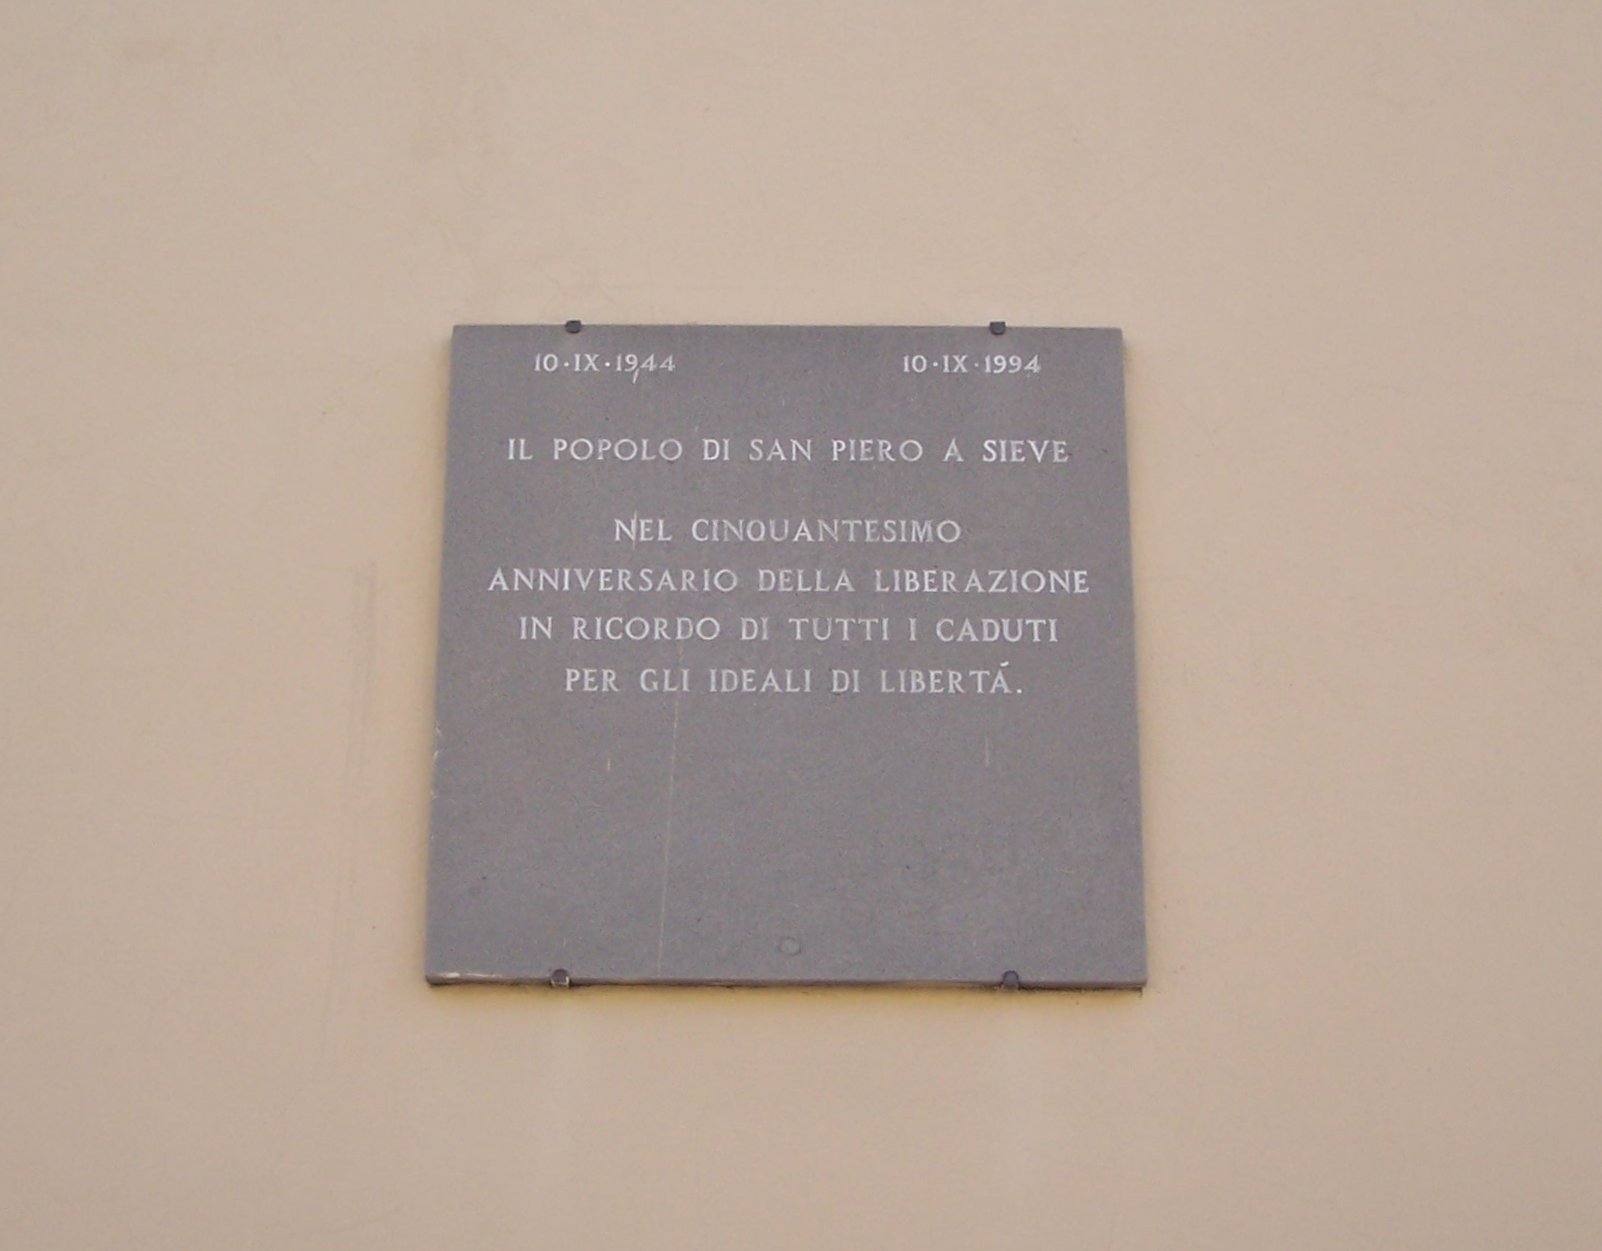 10·IX·1944 10·IX·1994
IL POPOLO DI SAN PIERO A SIEVE
NEL CINQUANTESIMO
ANNIVERSARIO DELLA LIBERAZIONE
IN RICORDO DI TUTTI I CADUTI
PER GLI IDEALI DI LIBERTÁ.